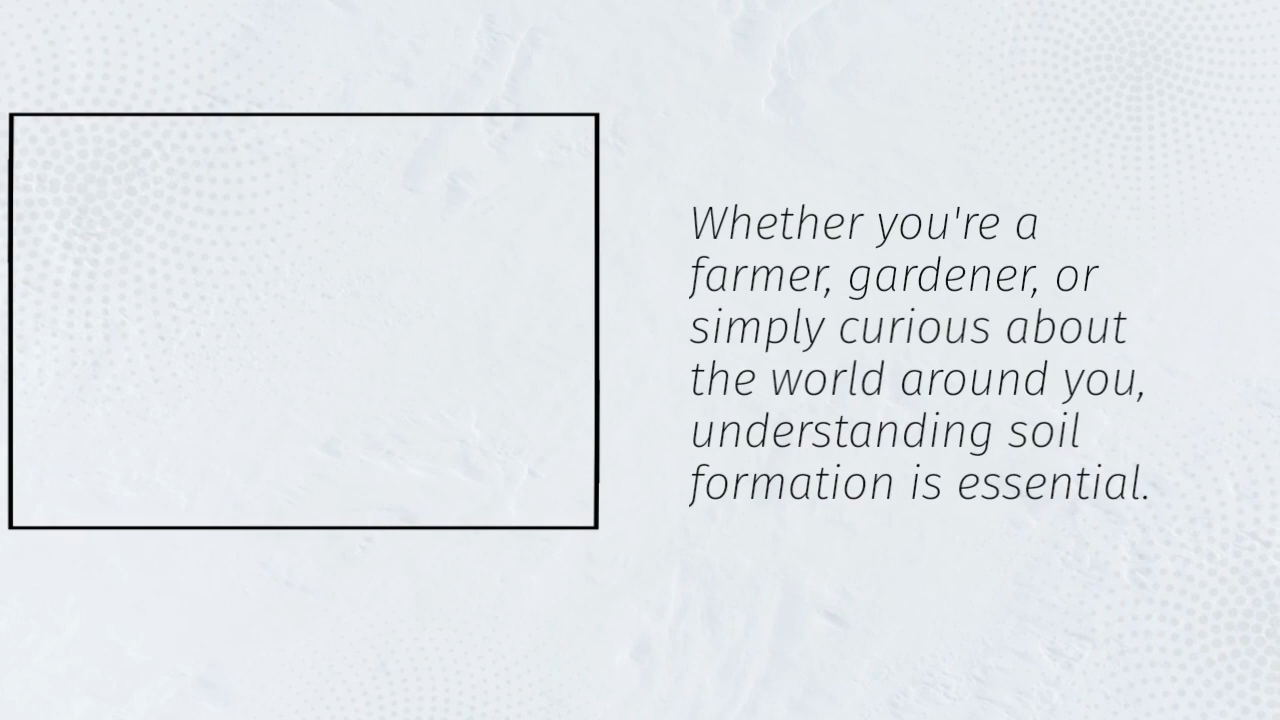 Whether you're a
farmer, gardener, or
simply curious about
the world around you,
understanding soil
formation is essential.